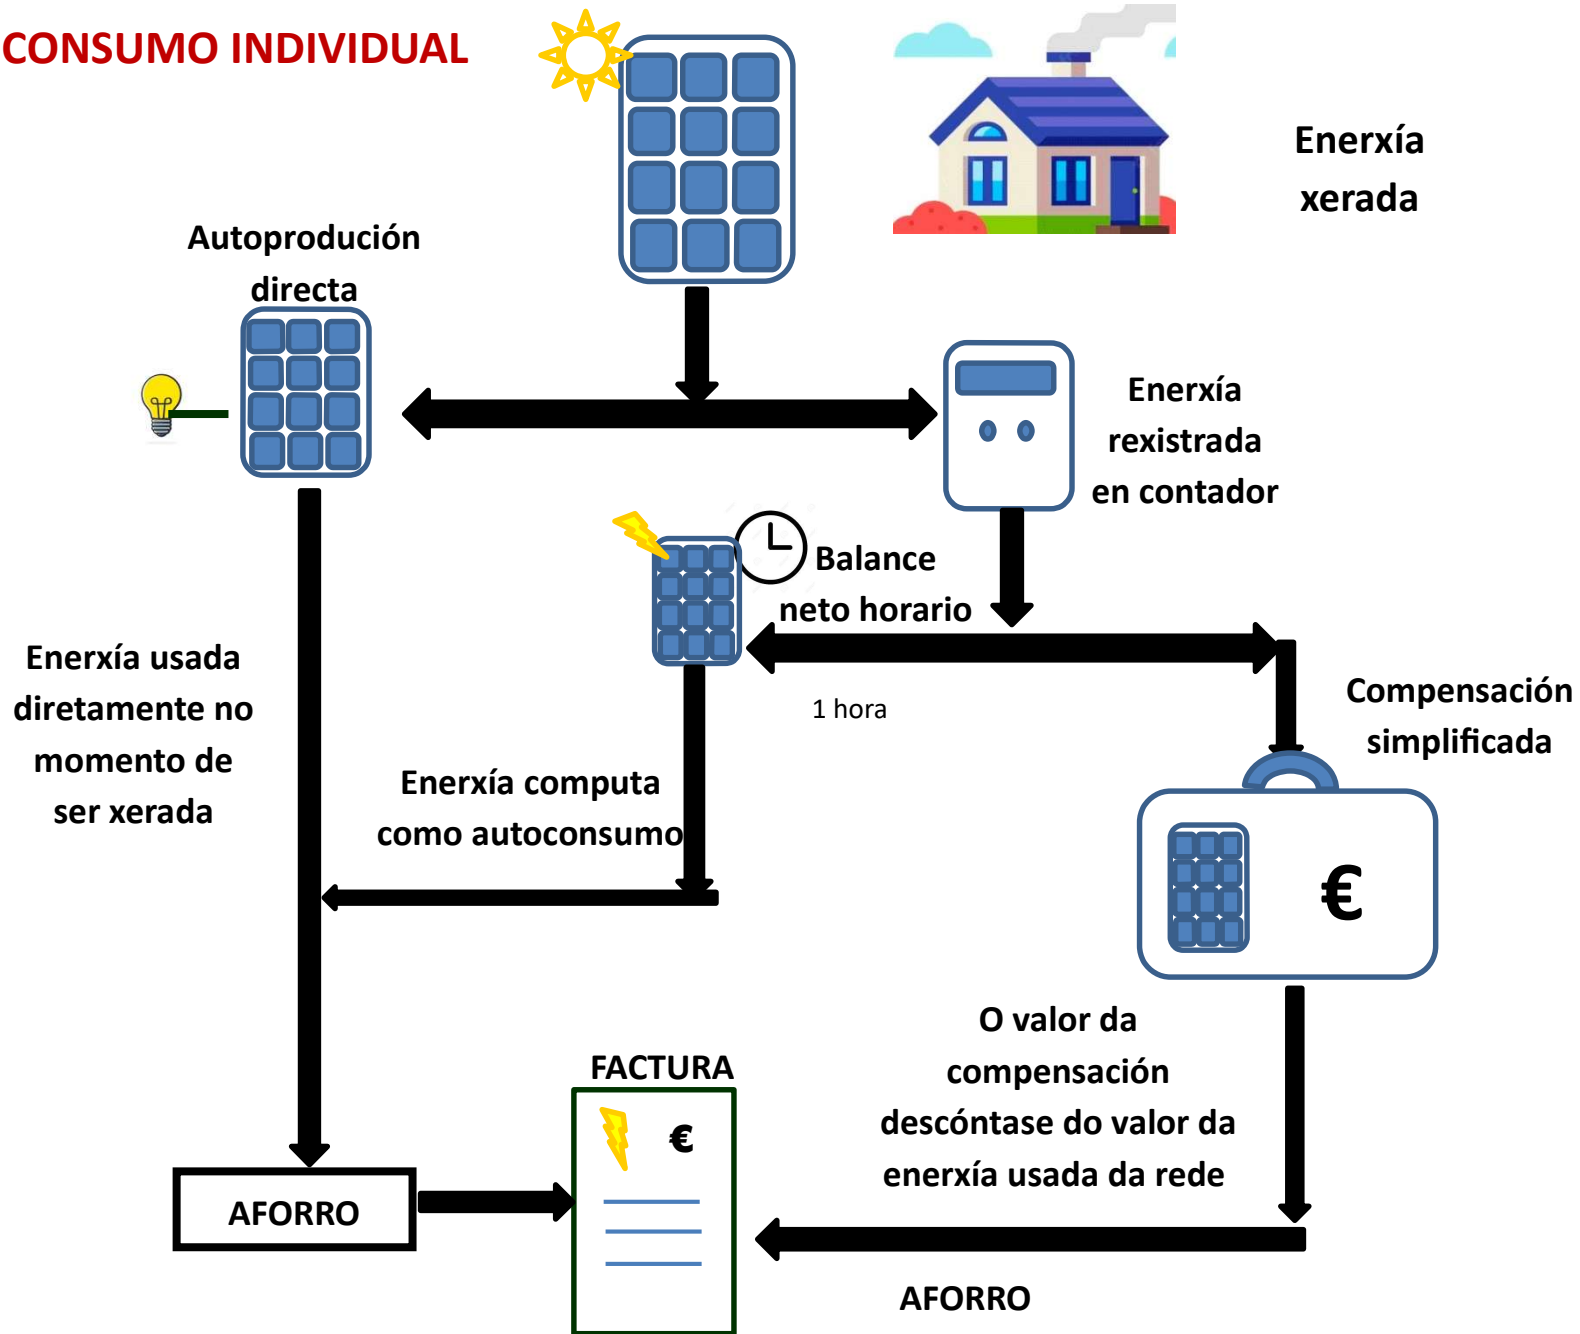 CONSUMO INDIVIDUAL
Enerxía
xerada
Autoprodución
directa
Enerxía
rexistrada
en contador
Balance
neto horario
1 hora
Enerxía usada
diretamente no
momento de
ser xerada
Enerxía computa
como autoconsumo
Compensación
simplificada
€
O valor da
compensación
descóntase do valor da
enerxía usada da rede
FACTURA
€
AFORRO
AFORRO